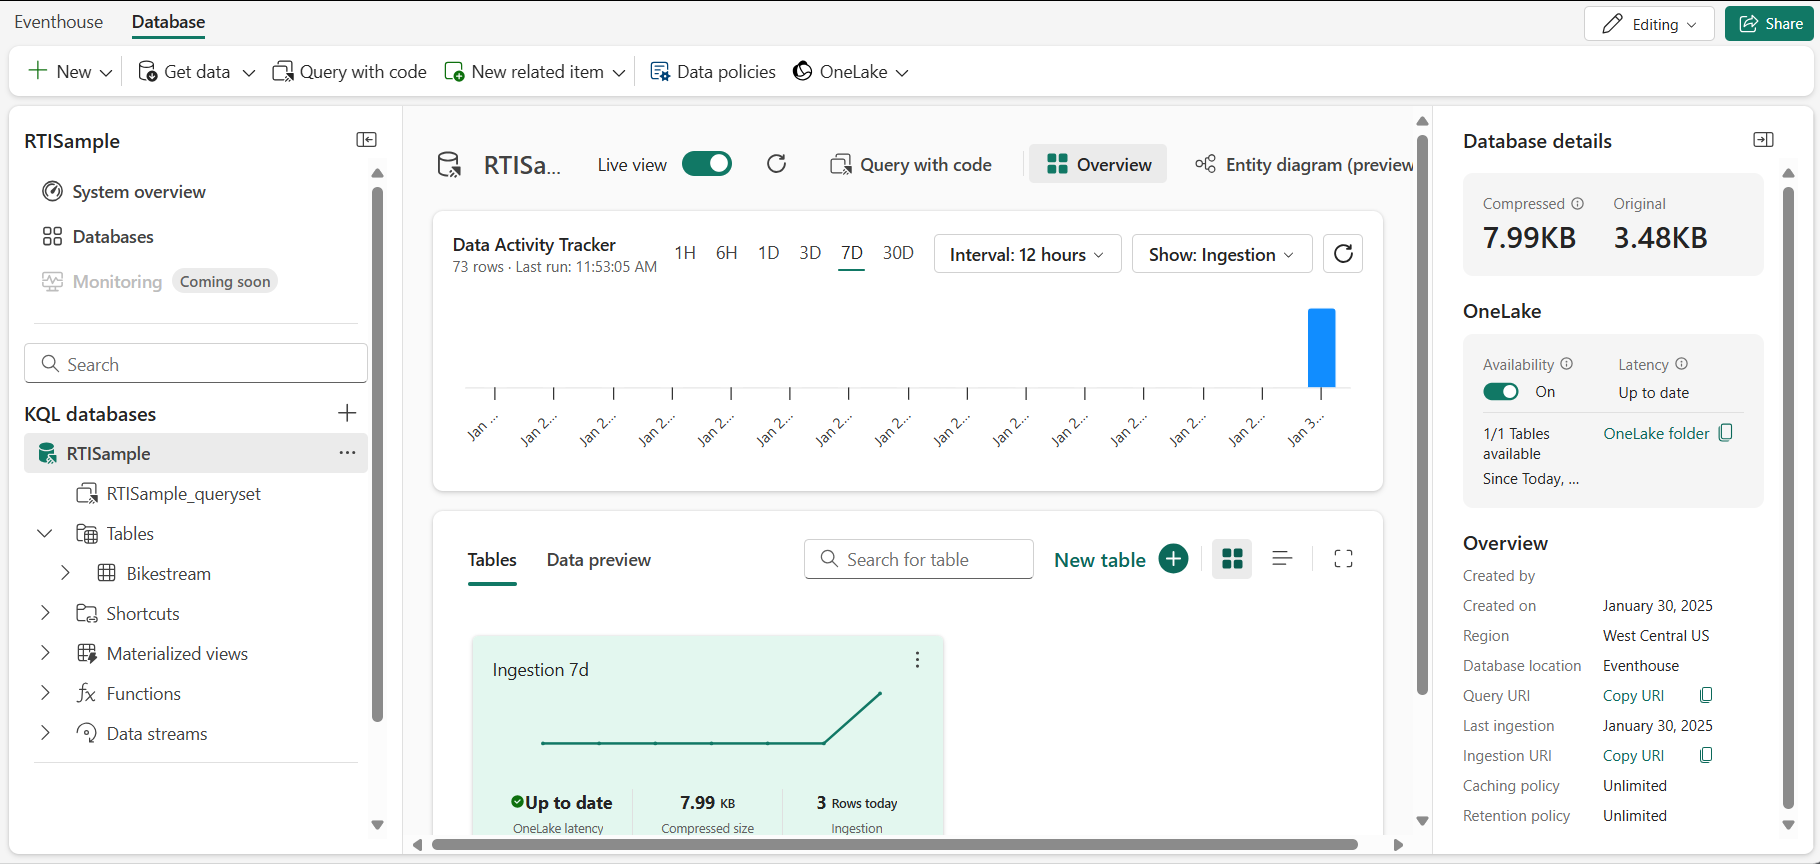 Eventhouse
Database
Editing
Share
New
Get data
Query with code
New related item
Data policies
OneLake
RTISample
System overview
Databases
Monitoring
Coming soon
Search
KQL databases
RTISample
RTISample_queryset
Tables
Bikestream
Shortcuts
Materialized views
Functions
Data streams
RTISa...
Live view
Query with code
Overview
Entity diagram (preview
Data Activity Tracker
73 rows · Last run: 11:53:05 AM
1H
6H
1D
3D
7D
30D
Interval: 12 hours
Show: Ingestion
Jan ...
Jan 2...
Jan 2...
Jan 2...
Jan 2...
Jan 2...
Jan 2...
Jan 2...
Jan 2...
Jan 2...
Jan 2...
Jan 2...
Jan 2...
Jan 2...
Jan 3...
Tables
Data preview
Search for table
New table
Ingestion 7d
Up to date
OneLake latency
7.99 KB
Compressed size
3 Rows today
Ingestion
Database details
Compressed
Original
7.99KB
3.48KB
OneLake
Availability
Latency
On
Up to date
1/1 Tables
available
OneLake folder
Since Today, ...
Overview
Created by
Created on
January 30, 2025
Region
West Central US
Database location
Eventhouse
Query URI
Copy URI
Last ingestion
January 30, 2025
Ingestion URI
Copy URI
Caching policy
Unlimited
Retention policy
Unlimited